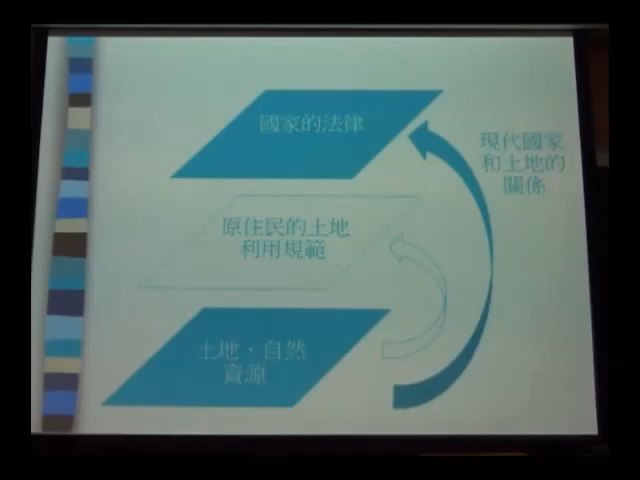 國家的法律
現代國家
和土地的
關係
原住民的土地
利用規範
土地、自然
資源